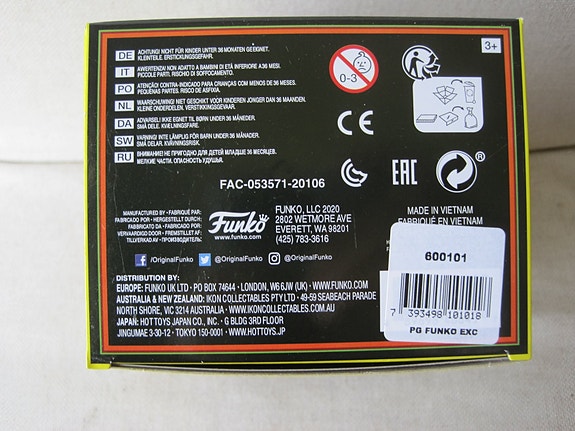 DE ACHTUNG! NICHT FÜR KINDER UNTER 36 MONATEN GEEIGNET.
KLEINTEILE. ERSTICKUNGSGEFAHR.
IT AVVERTENZA! NON ADATTO A BAMBINI DI ETÀ INFERIORE A 36 MESI.
PICCOLE PARTI. RISCHIO DI SOFFOCAMENTO.
PO ATENÇÃO! CONTRA-INDICADO PARA CRIANÇAS COM MENOS DE 36 MESES.
PEQUENAS PARTES. RISCO DE ASFIXIA.
NL WAARSCHUWING! NIET GESCHIKT VOOR KINDEREN JONGER DAN 36 MAANDEN.
KLEINE ONDERDELEN. VERSTIKKINGSGEVAAR.
DA ADVARSEL! IKKE EGNET TIL BØRN UNDER 36 MÅNEDER.
SMÅ DELE. KVÆLNINGSFARE.
SW VARNING! INTE LÄMPLIG FÖR BARN UNDER 36 MÅNADER.
SMÅ DELAR. KVÄVNINGSRISK.
RU ВНИМАНИЕ! НЕ ПРИГОДНО ДЛЯ ДЕТЕЙ МЛАДШЕ 36 МЕСЯЦЕВ.
МЕЛКИЕ ЧАСТИ. ОПАСНОСТЬ УДУШЬЯ.
0-3
3+
CE
EAC
®
FAC-053571-20106
MANUFACTURED BY • FABRIQUÉ PAR:
FABRICADO POR • HERGESTELLT DURCH:
FABBRICATO DA • FABRICADO POR:
VERVAARDIGD DOOR • FREMSTILLET AF:
TILLVERKAD AV • ПРОИЗВОДИТЕЛЬ:
Funko
www.funko.com
FUNKO, LLC 2020
2802 WETMORE AVE
EVERETT, WA 98201
(425) 783-3616
MADE IN VIETNAM
FABRIQUÉ EN VIETNAM
/OriginalFunko @OriginalFunko @OriginalFunko
DISTRIBUTION BY:
EUROPE: FUNKO UK LTD • PO BOX 74644 • LONDON, W6 6JW (UK) • WWW.FUNKO.COM
AUSTRALIA & NEW ZEALAND: IKON COLLECTABLES PTY LTD • 49-59 SEABEACH PARADE
NORTH SHORE, VIC 3214 AUSTRALIA • WWW.IKONCOLLECTABLES.COM.AU
JAPAN: HOTTOYS JAPAN CO., INC. • G BLDG 3RD FLOOR
JINGUMAE 3-30-12 • TOKYO 150-0001 • WWW.HOTTOYS.JP
600101
7 393498 101018
PG FUNKO EXC